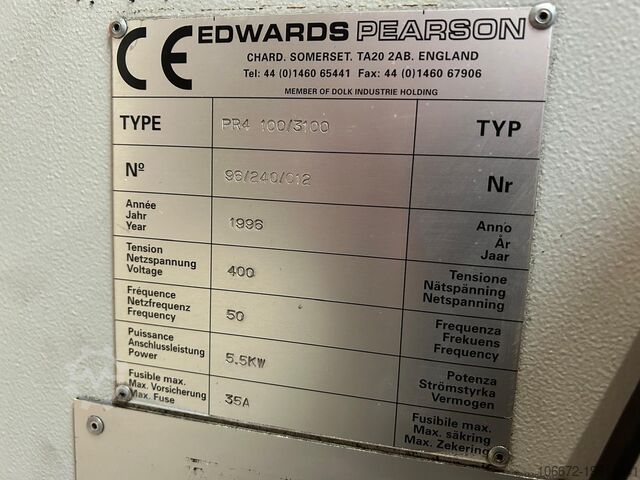 CE EDWARDS PEARSON
CHARD. SOMERSET. TA20 2AB. ENGLAND
Tel: 44 (0)1460 65441 Fax: 44 (0)1460 67906
MEMBER OF DOLK INDUSTRIE HOLDING
TYPE PR4 100/3100 TYP
Nº 96/240/012 Nr
Année
Jahr
Year
1996
Anno
År
Jaar
Tension
Netzspannung
Voltage
400
Tensione
Nätspänning
Netspanning
Fréquence
Netzfrequenz
Frequency
50
Frequenza
Frekuens
Frequency
Puissance
Anschlussleistung
Power
5.5KW
Potenza
Strömstyrka
Vermogen
Fusible max.
Max. Vorsicherung
Max. Fuse
35A
Fusibile max.
Max. säkring
Max. Zekering